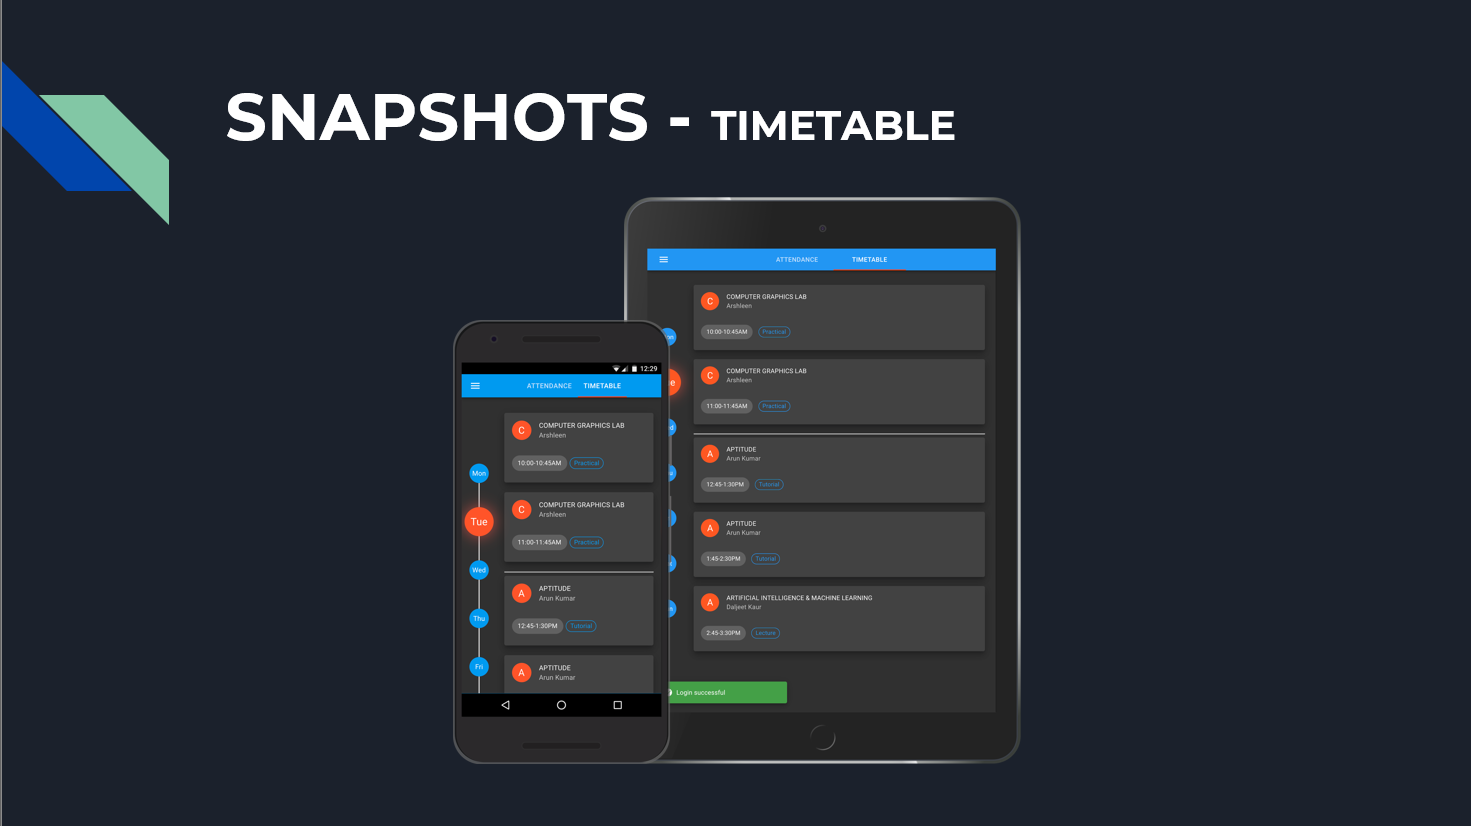 SNAPSHOTS - TIMETABLE
12:29
ATTENDANCE TIMETABLE
COMPUTER GRAPHICS LAB
Arshleen
10:00-10:45AM Practical
Mon
Tue
COMPUTER GRAPHICS LAB
Arshleen
11:00-11:45AM Practical
Wed
APTITUDE
Arun Kumar
Thu
12:45-1:30PM Tutorial
Fri
APTITUDE
Arun Kumar
ATTENDANCE TIMETABLE
C COMPUTER GRAPHICS LAB
Arshleen
10:00-10:45AM Practical
C COMPUTER GRAPHICS LAB
Arshleen
11:00-11:45AM Practical
A APTITUDE
Arun Kumar
12:45-1:30PM Tutorial
A APTITUDE
Arun Kumar
1:45-2:30PM Tutorial
A ARTIFICIAL INTELLIGENCE & MACHINE LEARNING
Daljeet Kaur
2:45-3:30PM Lecture
Login successful